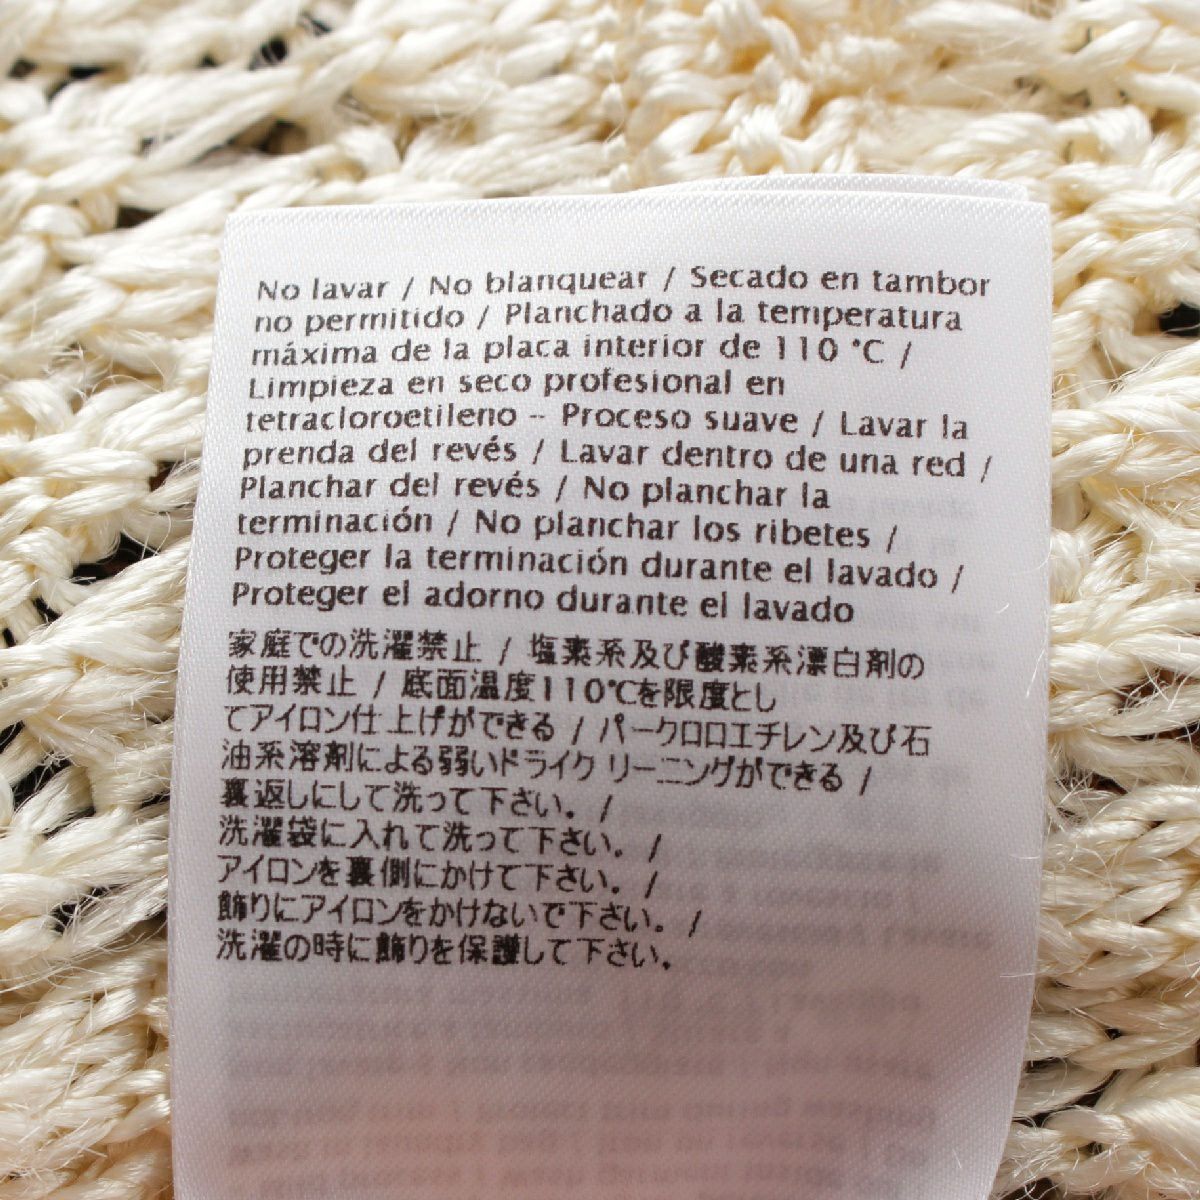 No lavar / No blanquear / Secado en tambor
no permitido / Planchado a la temperatura
máxima de la placa interior de 110 °C /
Limpieza en seco profesional en
tetracloroetileno -- Proceso suave / Lavar la
prenda del revés / Lavar dentro de una red /
Planchar del revés / No planchar la
terminación / No planchar los ribetes /
Proteger la terminación durante el lavado /
Proteger el adorno durante el lavado
家庭での洗濯禁止 / 塩素系及び酸素系漂白剤の
使用禁止 / 底面温度110℃を限度とし
てアイロン仕上げができる / パークロロエチレン及び石
油系溶剤による弱いドライクリーニングができる /
裏返しにして洗って下さい。 /
洗濯袋に入れて洗って下さい。 /
アイロンを裏側にかけて下さい。 /
飾りにアイロンをかけないで下さい。 /
洗濯の時に飾りを保護して下さい。